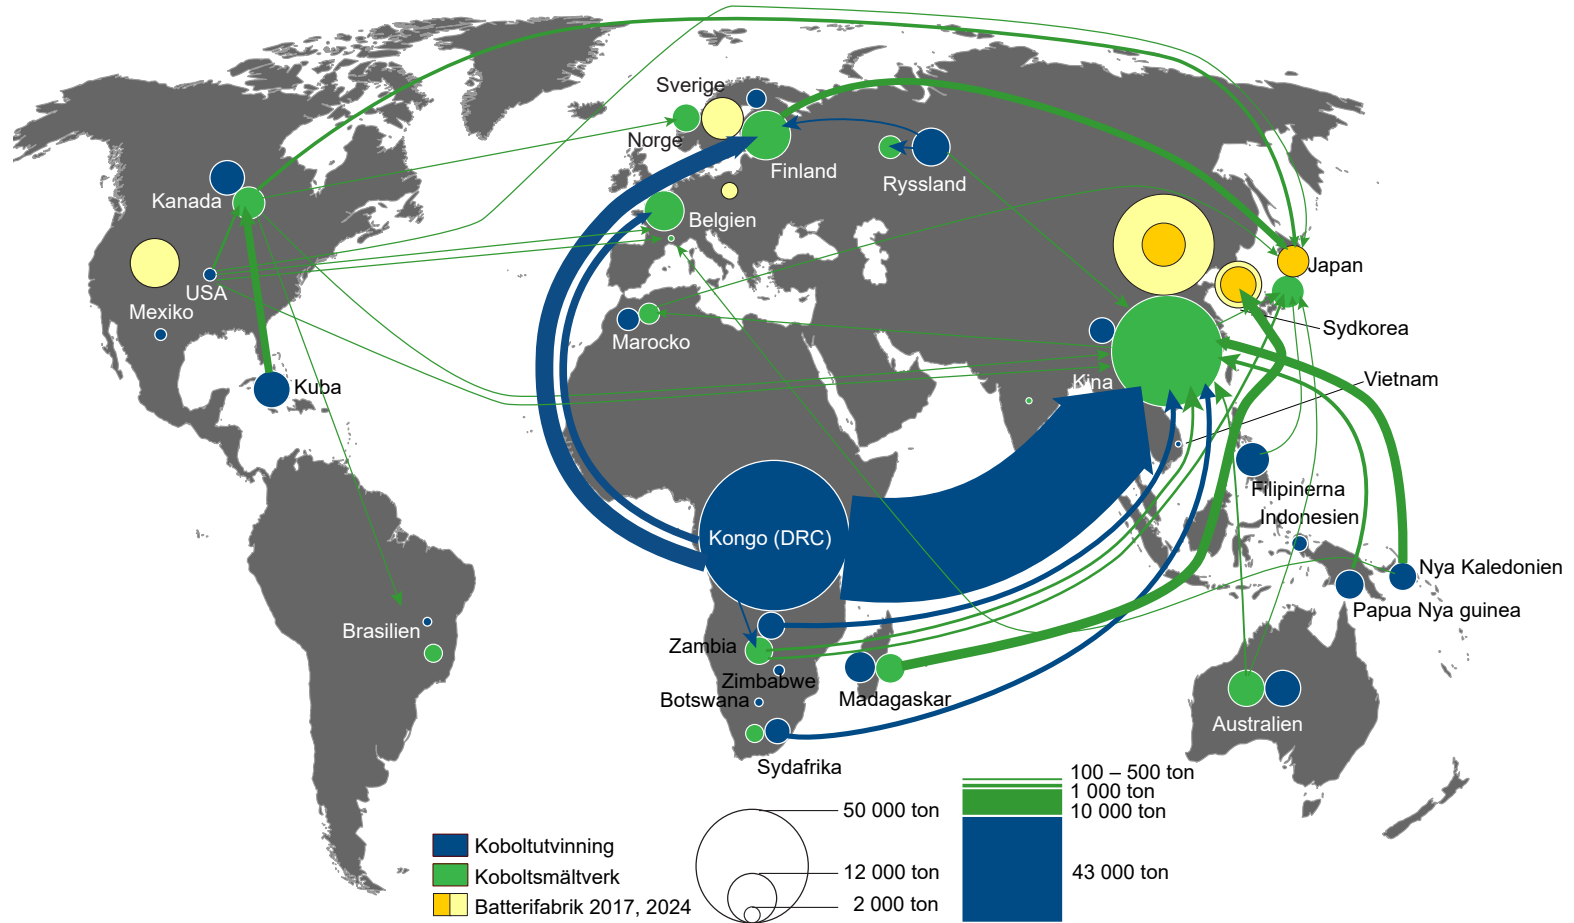 Sverige
Norge
Finland
Ryssland
Kanada
Belgien
USA
Japan
Mexiko
Sydkorea
Marocko
Kina
Vietnam
Kuba
Filipinerna
Indonesien
Kongo (DRC)
Nya Kaledonien
Papua Nya guinea
Brasilien
Zambia
Zimbabwe
Botswana
Madagaskar
Australien
Sydafrika
Koboltutvinning
Koboltsmältverk
Batterifabrik 2017, 2024
50 000 ton
12 000 ton
2 000 ton
100 – 500 ton
1 000 ton
10 000 ton
43 000 ton